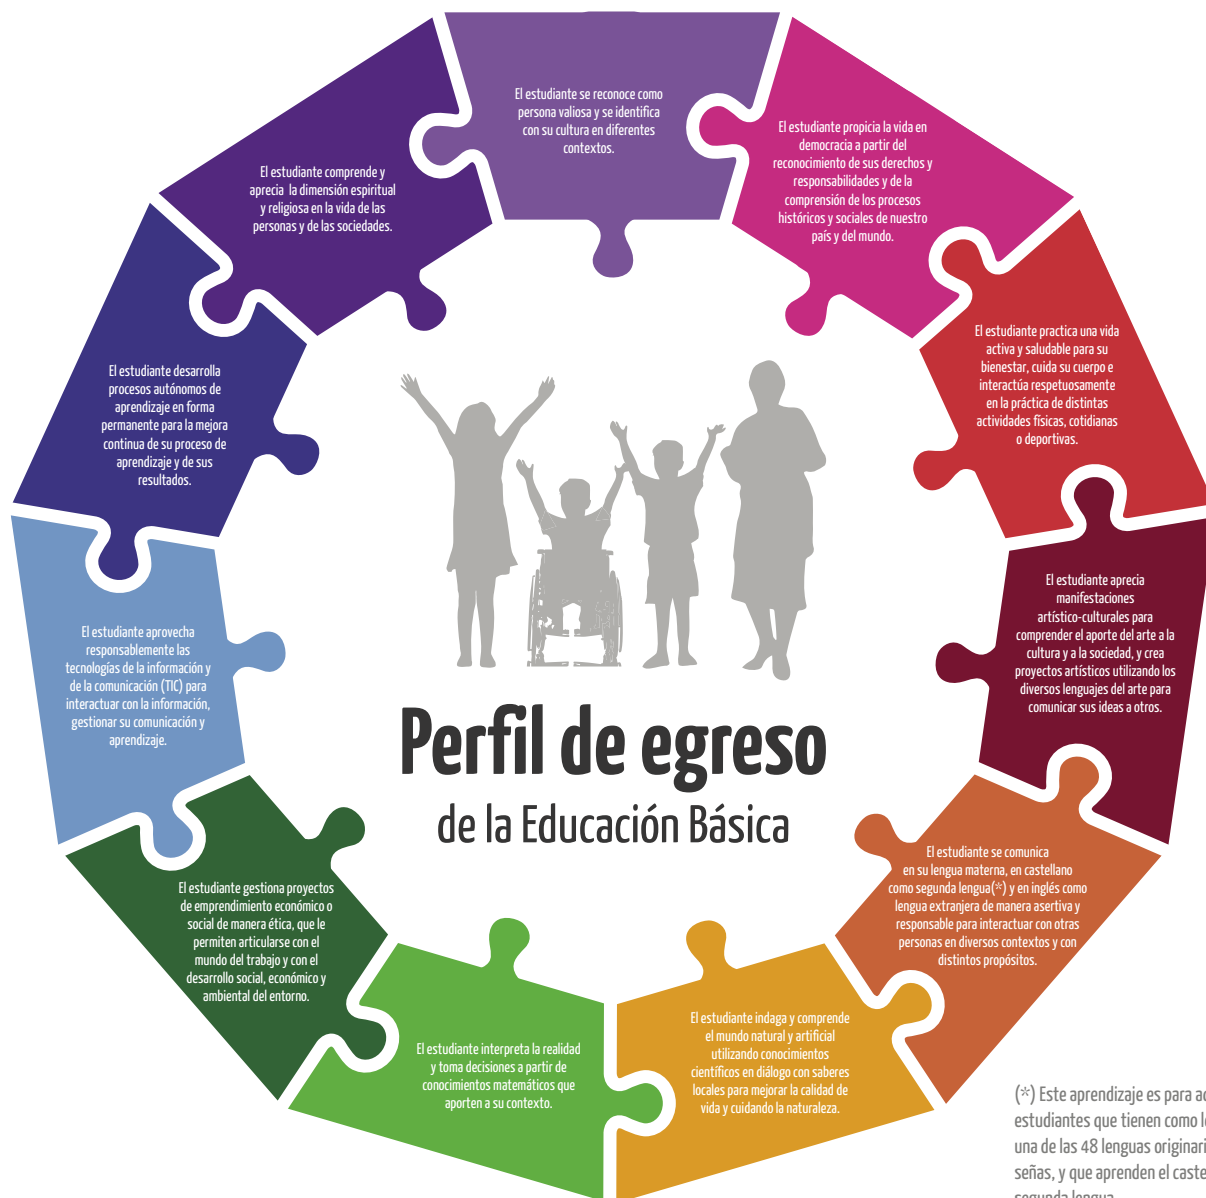 El estudiante se reconoce como
persona valiosa y se identifica
con su cultura en diferentes
contextos.
El estudiante propicia la vida en
democracia a partir del
reconocimiento de sus derechos y
responsabilidades y de la
comprensión de los procesos
históricos y sociales de nuestro
país y del mundo.
El estudiante practica una vida
activa y saludable para su
bienestar, cuida su cuerpo e
interactúa respetuosamente
en la práctica de distintas
actividades físicas, cotidianas
o deportivas.
El estudiante aprecia
manifestaciones
artístico-culturales para
comprender el aporte del arte a la
cultura y a la sociedad, y crea
proyectos artísticos utilizando los
diversos lenguajes del arte para
comunicar sus ideas a otros.
El estudiante se comunica
en su lengua materna, en castellano
como segunda lengua(*) y en inglés como
lengua extranjera de manera asertiva y
responsable para interactuar con otras
personas en diversos contextos y con
distintos propósitos.
El estudiante indaga y comprende
el mundo natural y artificial
utilizando conocimientos
científicos en diálogo con saberes
locales para mejorar la calidad de
vida y cuidando la naturaleza.
El estudiante interpreta la realidad
y toma decisiones a partir de
conocimientos matemáticos que
aporten a su contexto.
El estudiante gestiona proyectos
de emprendimiento económico o
social de manera ética, que le
permiten articularse con el
mundo del trabajo y con el
desarrollo social, económico y
ambiental del entorno.
El estudiante aprovecha
responsablemente las
tecnologías de la información y
de la comunicación (TIC) para
interactuar con la información,
gestionar su comunicación y
aprendizaje.
El estudiante desarrolla
procesos autónomos de
aprendizaje en forma
permanente para la mejora
continua de su proceso de
aprendizaje y de sus
resultados.
El estudiante comprende y
aprecia la dimensión espiritual
y religiosa en la vida de las
personas y de las sociedades.
Perfil de egreso
de la Educación Básica
(*) Este aprendizaje es para
estudiantes que tienen como
una de las 48 lenguas
señas, y que aprenden el
segunda lengua